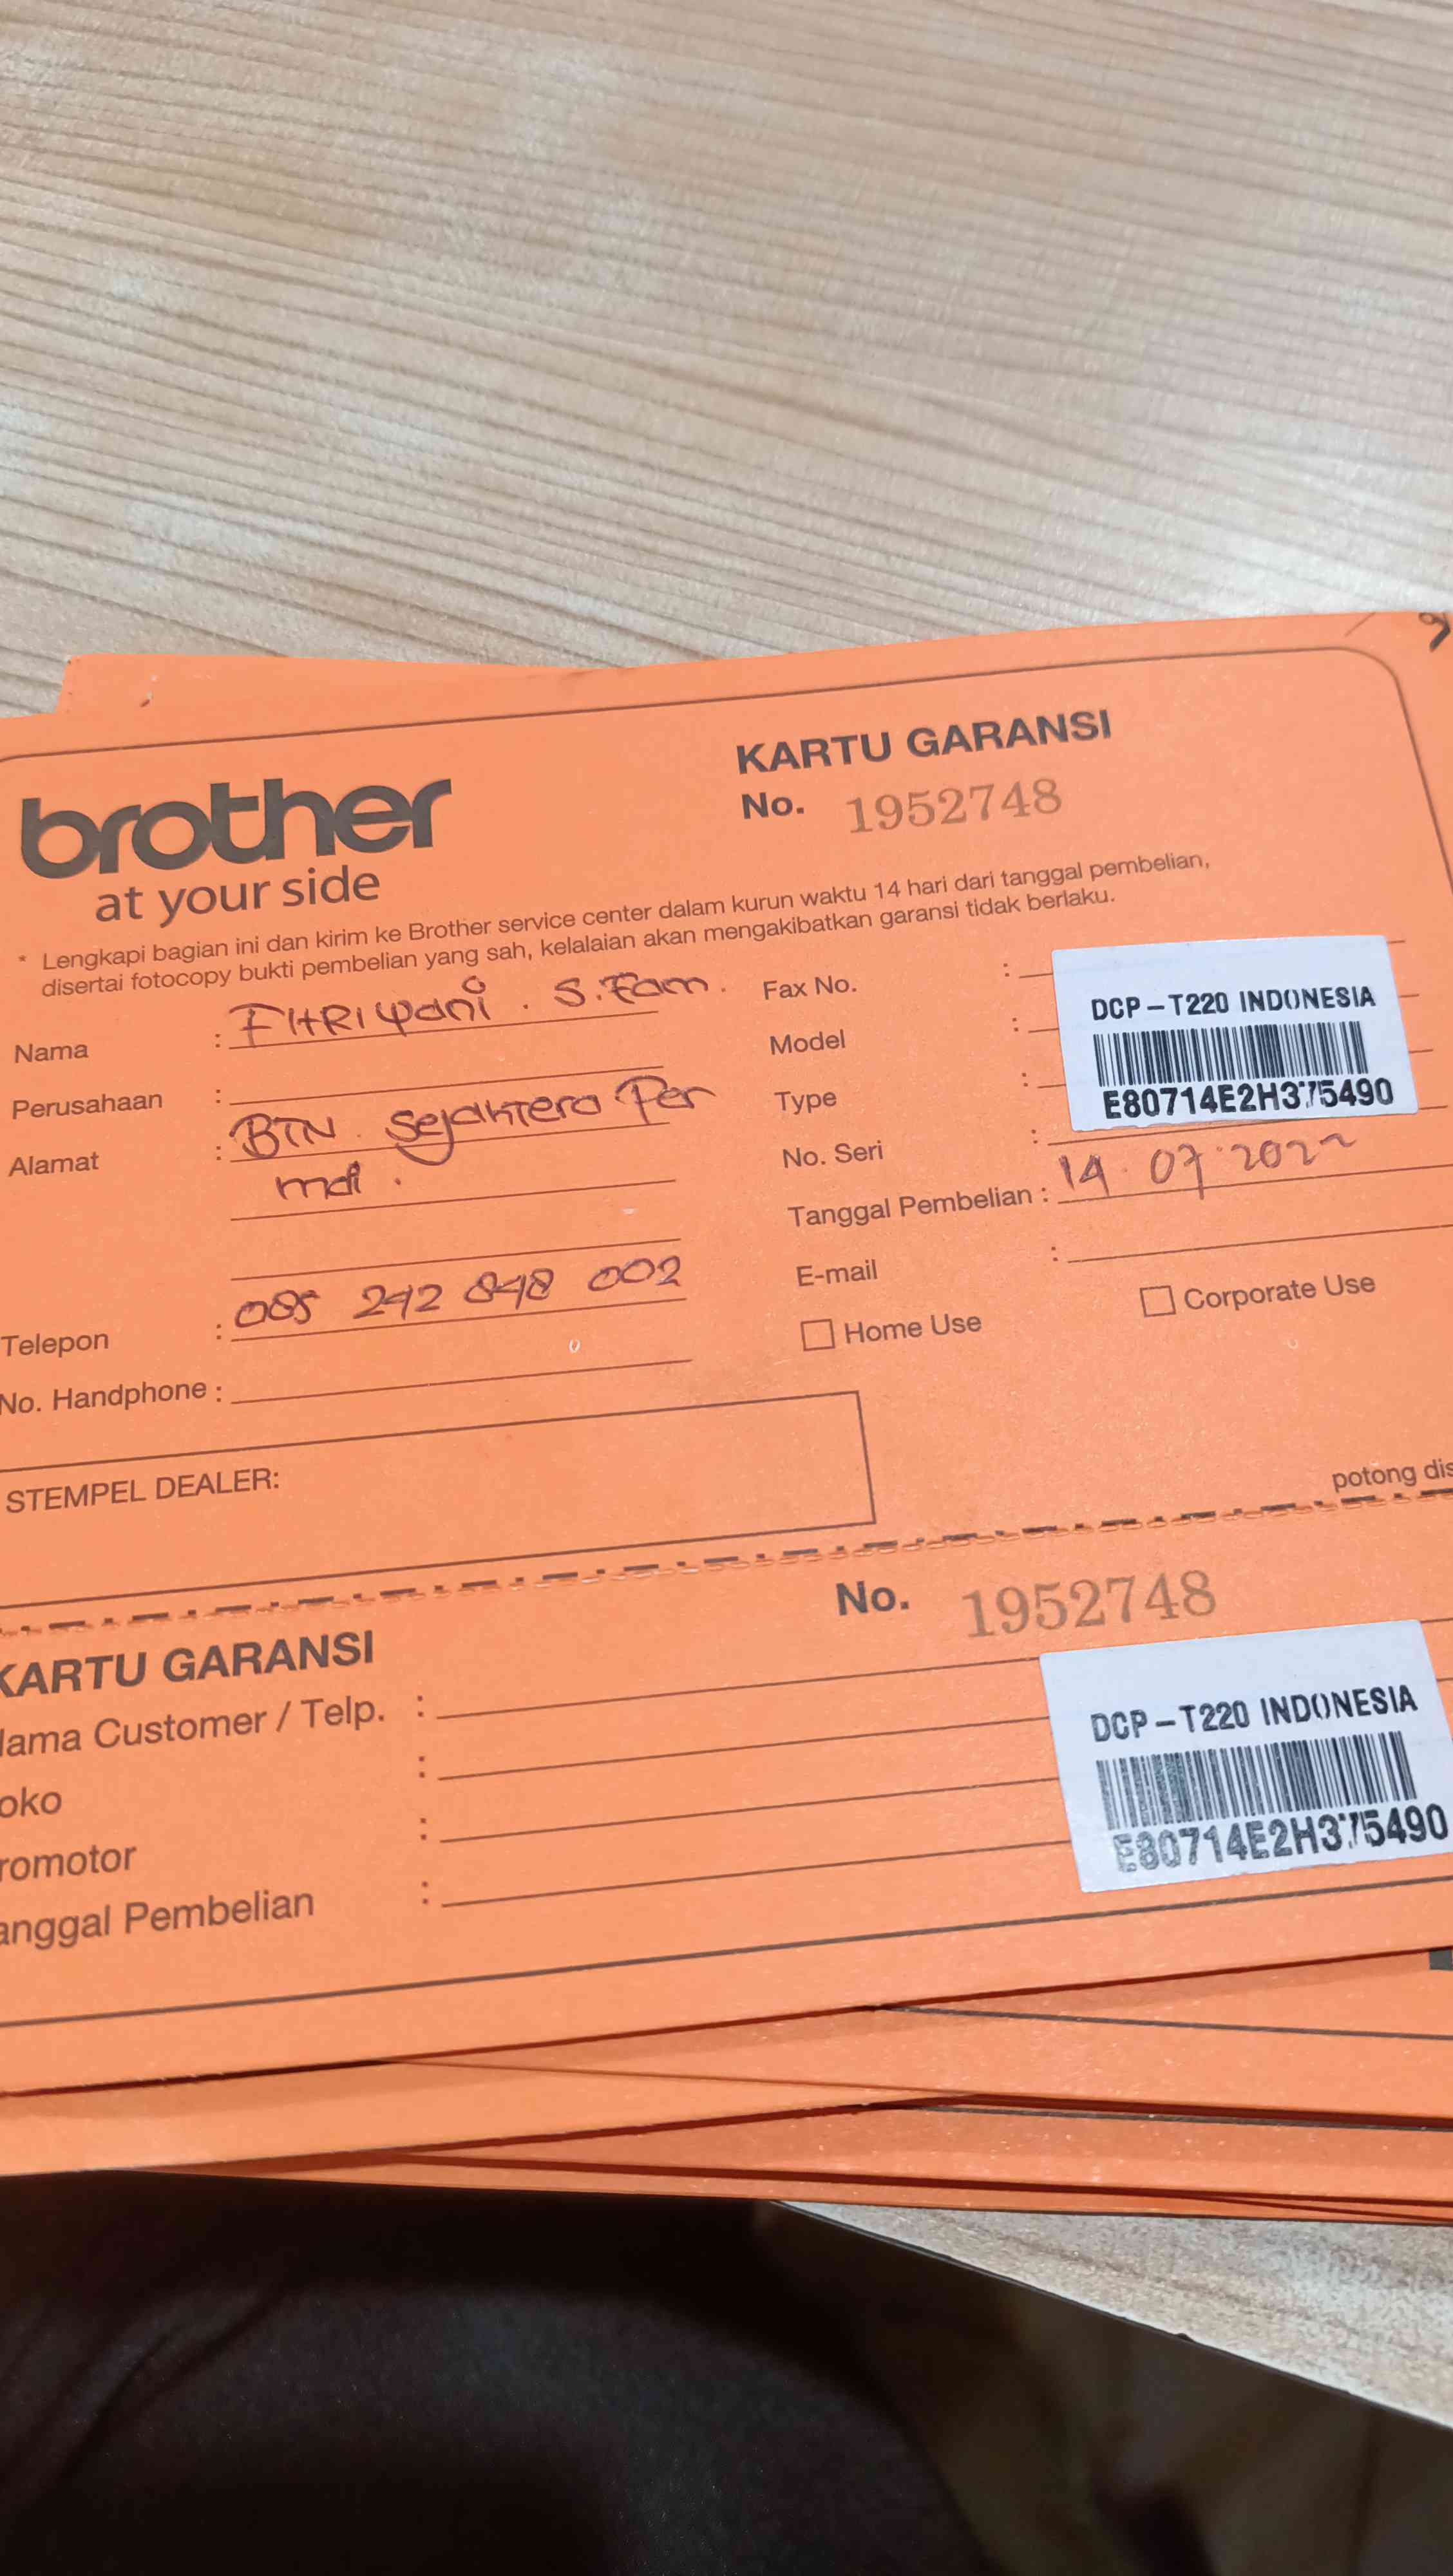 KARTU GARANSI
No. 1952748
brother
at your side
* Lengkapi bagian ini dan kirim ke Brother service center dalam kurun waktu 14 hari dari tanggal pembelian,
disertai fotocopy bukti pembelian yang sah, kelalaian akan mengakibatkan garansi tidak berlaku.
Nama : FITRIYANI . S.Fam.
Perusahaan :
Alamat : BTN Sejahtera Per
Telepon : 085 242 848 002
No. Handphone :
STEMPEL DEALER:
Fax No. :
Model :
Type :
No. Seri :
DCP-T220 INDONESIA
E80714E2H375490
Tanggal Pembelian : 14.07.2022
E-mail :
Home Use
Corporate Use
potong dis
No. 1952748
KARTU GARANSI
ama Customer / Telp. :
oko :
romotor :
anggal Pembelian :
DCP-T220 INDONESIA
E80714E2H375490